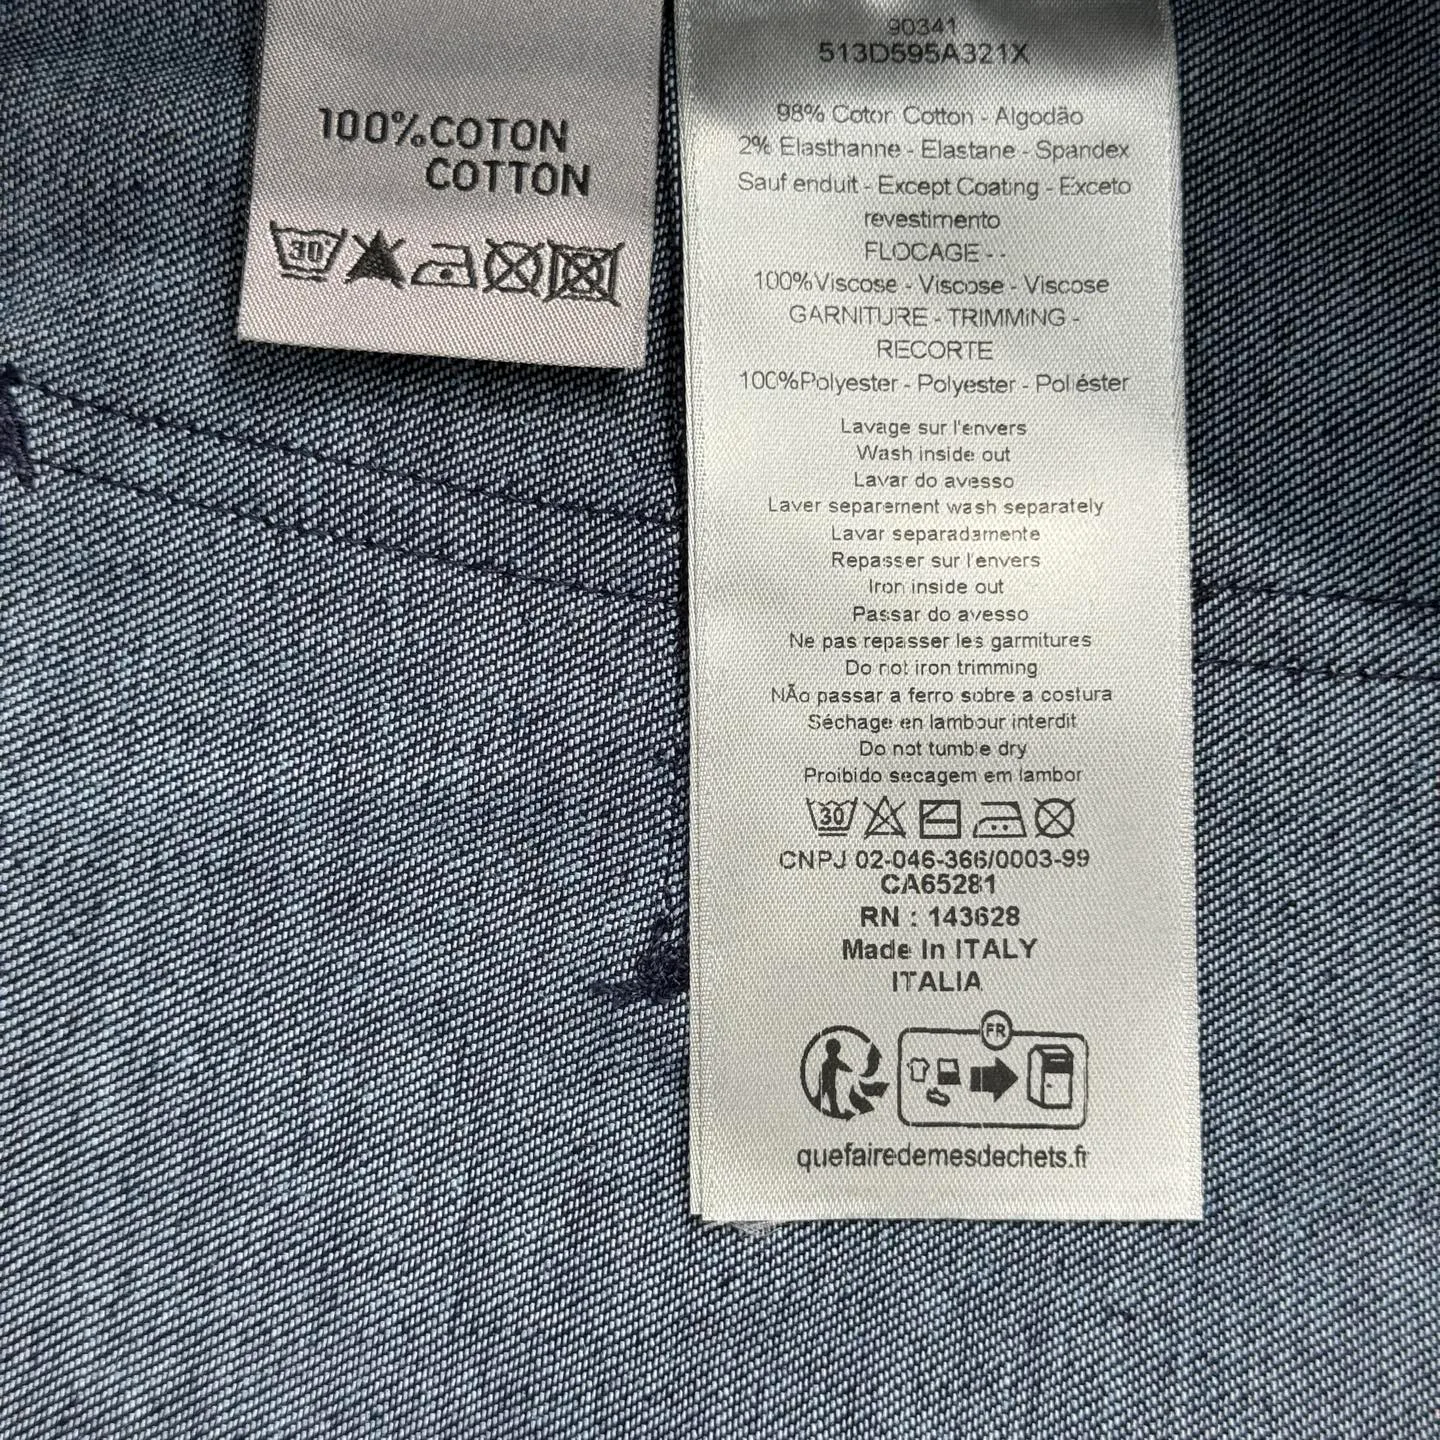 100%COTON
COTTON
30°
90341
513D595A321X
98% Coton Cotton - Algodão
2% Elasthanne - Elastane - Spandex
Sauf enduit - Except Coating - Exceto
revestimento
FLOCAGE - -
100%Viscose - Viscose - Viscose
GARNITURE - TRIMMiNG -
RECORTE
100%Polyester - Polyester - Poliéster
Lavage sur l'envers
Wash inside out
Lavar do avesso
Laver separement wash separately
Lavar separadamente
Repasser sur l'envers
Iron inside out
Passar do avesso
Ne pas repasser les garmitures
Do not iron trimming
NÃo passar a ferro sobre a costura
Séchage en lambour interdit
Do not tumble dry
Proibido secagem em lambor
30
CNPJ 02-046-366/0003-99
CA65281
RN : 143628
Made In ITALY
ITALIA
FR
quefairedemesdechets.fr